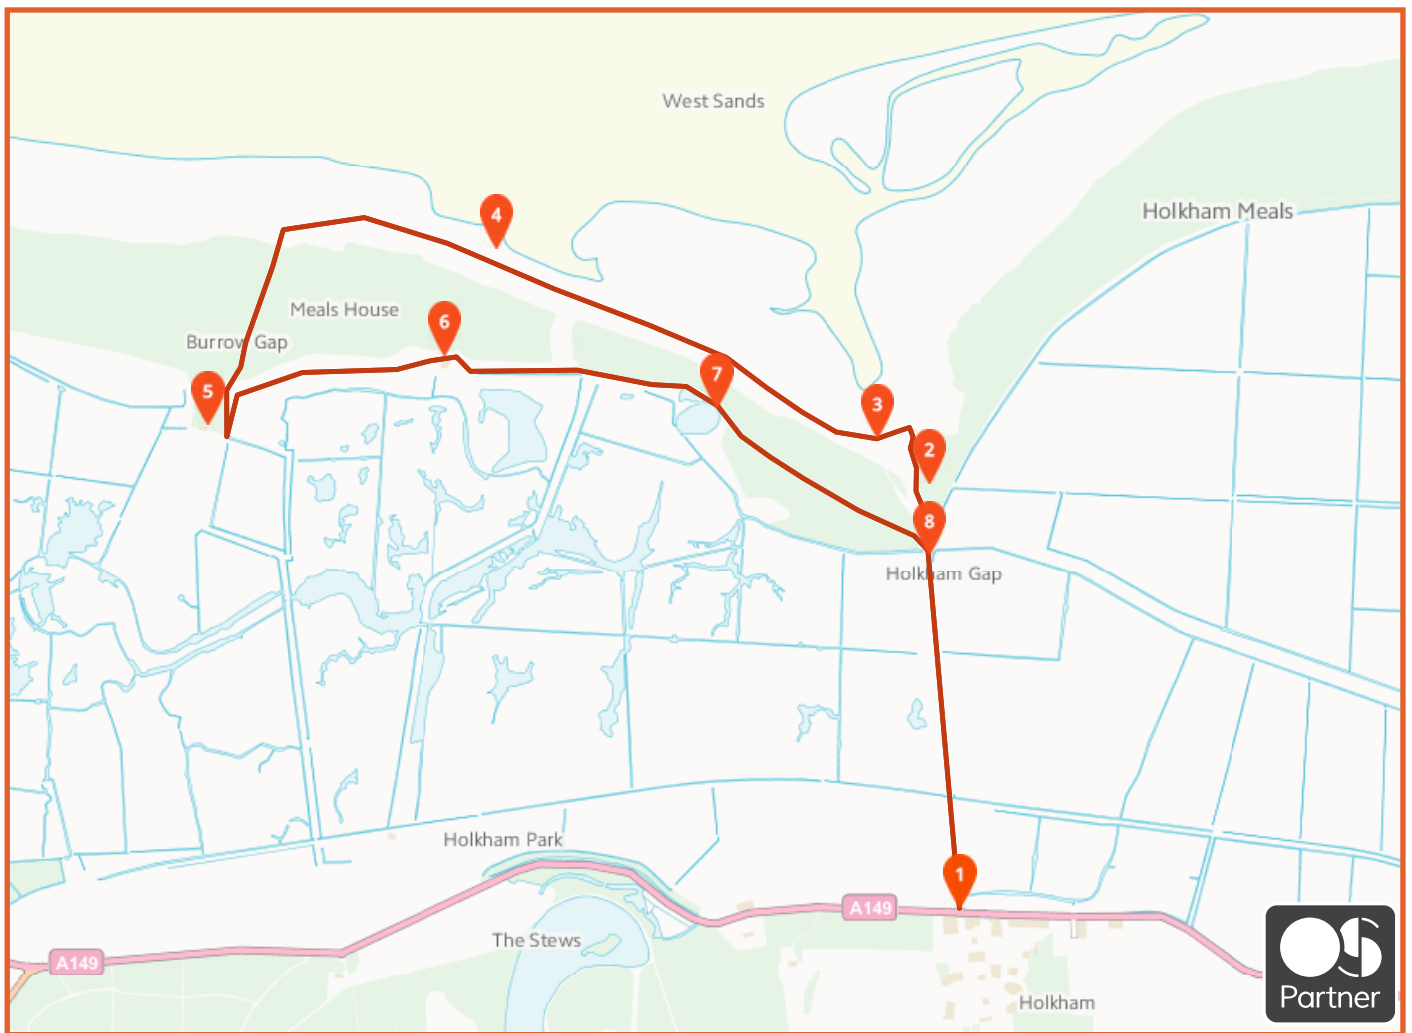 West Sands
Holkham Meals
4
Meals House
6
Burrow Gap
7
5
3
2
8
Holkham Gap
Holkham Park
1
A149
The Stews
A149
Holkham
OS
Partner